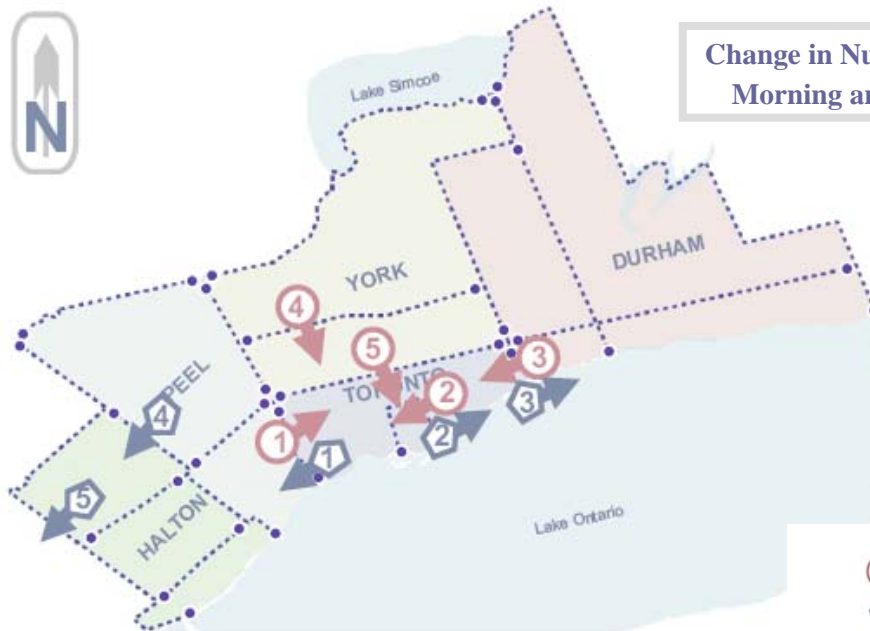 N
Lake Simcoe
Change in Nu
Morning
DURHAM
YORK
4
5
3
PEEL
TORONTO
2
3
4
1
2
1
5
HALTON
Lake Ontario